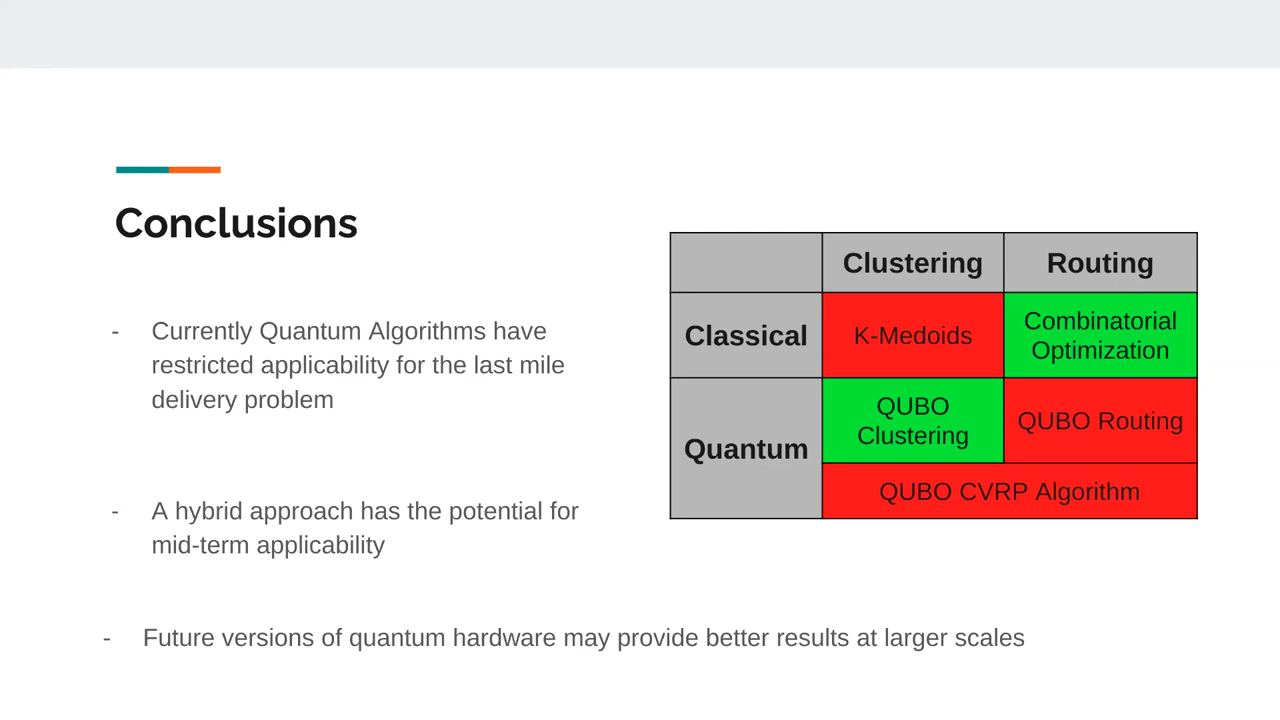 Conclusions
- Currently Quantum Algorithms have
restricted applicability for the last mile
delivery problem
- A hybrid approach has the potential for
mid-term applicability
- Future versions of quantum hardware may provide better results at larger scales
Clustering Routing
Classical K-Medoids Combinatorial
Optimization
Quantum QUBO
Clustering QUBO Routing
QUBO CVRP Algorithm